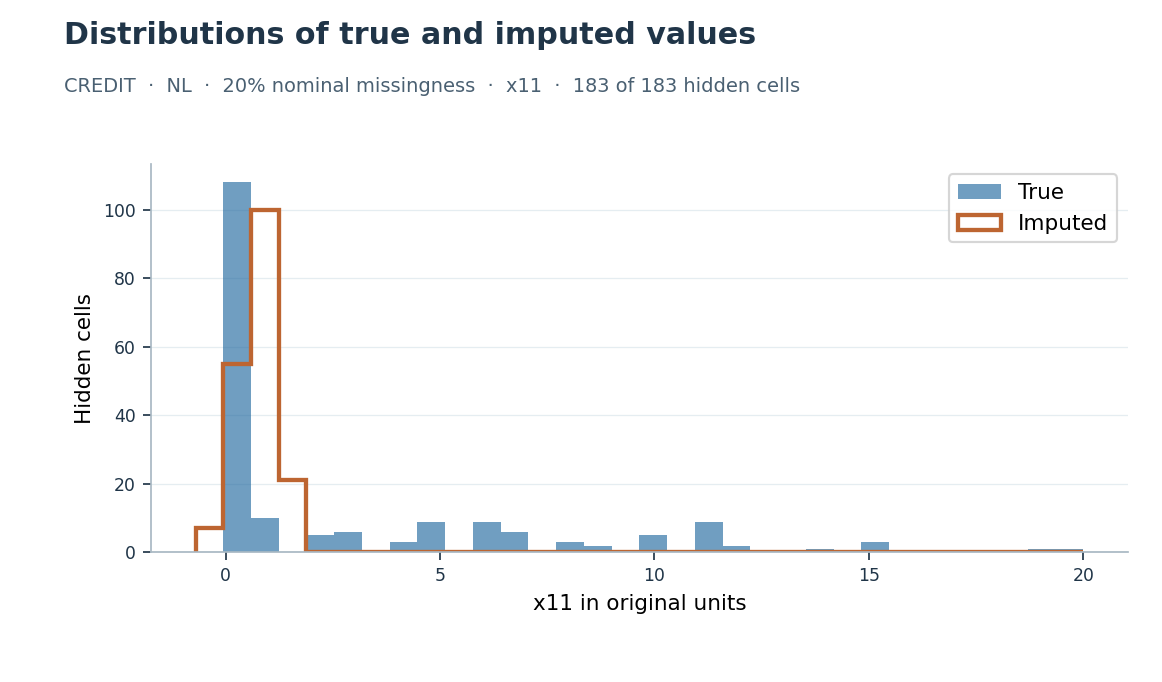 Distributions of true and imputed values
CREDIT · NL · 20% nominal missingness · x11 · 183 of 183 hidden cells
True
Imputed
Hidden cells
100
80
60
40
20
0
0 5 10 15 20
x11 in original units